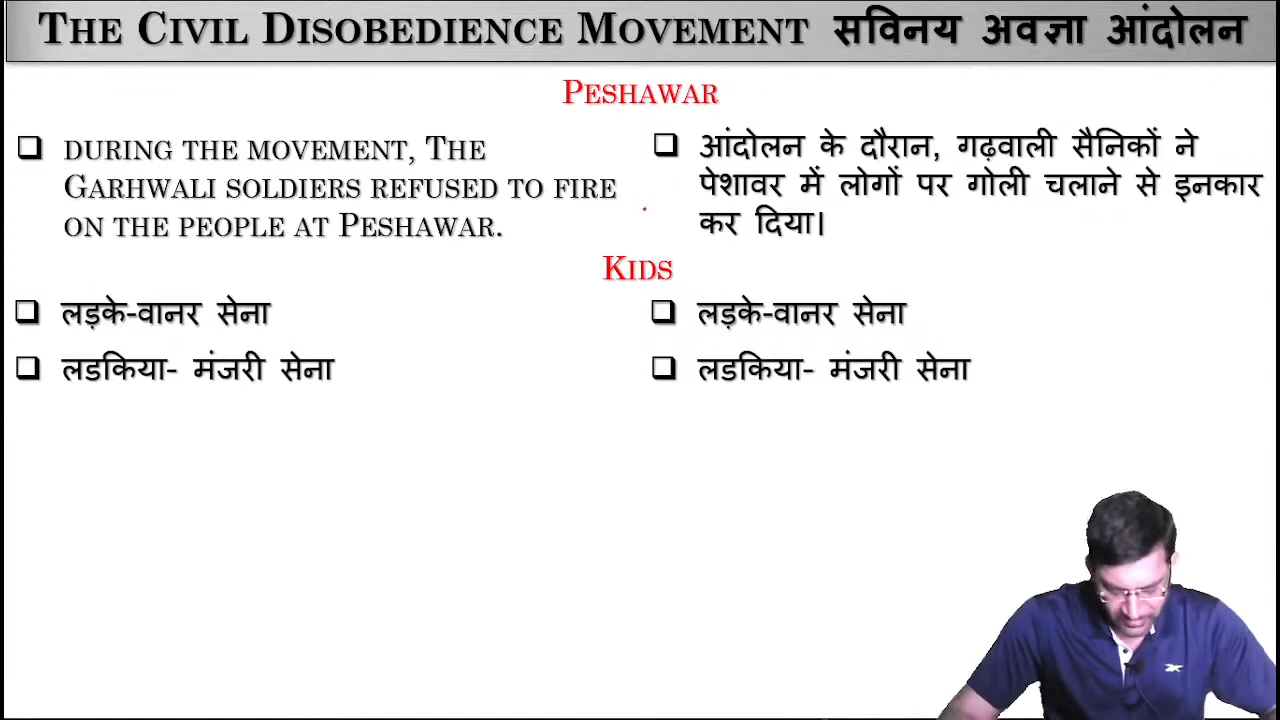 THE CIVIL DISOBEDIENCE MOVEMENT सविनय अवज्ञा आंदोलन
PESHAWAR
DURING THE MOVEMENT, THE
GARHWALI SOLDIERS REFUSED TO FIRE
ON THE PEOPLE AT PESHAWAR.
आंदोलन के दौरान, गढ़वाली सैनिकों ने
पेशावर में लोगों पर गोली चलाने से इनकार
कर दिया।
KIDS
लड़के-वानर सेना
लडकिया- मंजरी सेना
लड़के-वानर सेना
लडकिया- मंजरी सेना